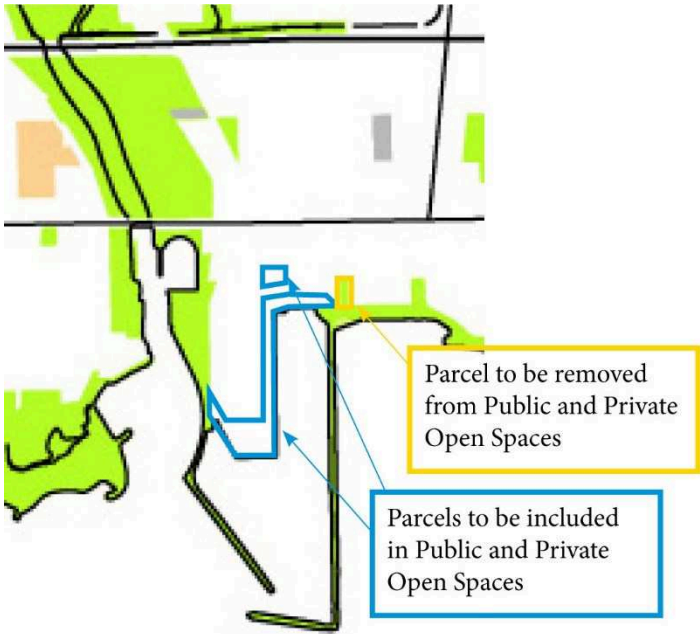 Parcel to be removed
from Public and Private
Open Spaces
Parcels to be included
in Public and Private
Open Spaces